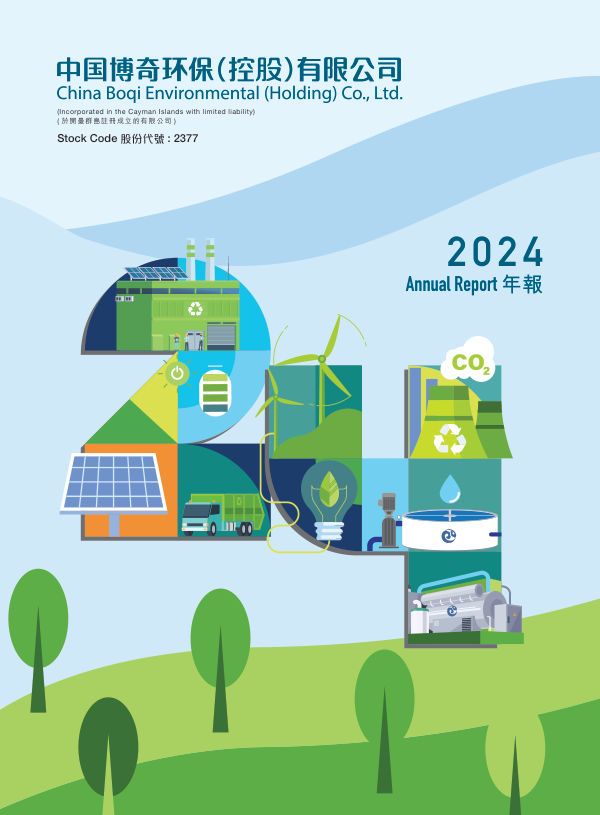 中国博奇环保(控股)有限公司
China Boqi Environmental (Holding) Co., Ltd.
(Incorporated in the Cayman Islands with limited liability)
(於開曼群島註冊成立的有限公司)
Stock Code 股份代號 : 2377
2024
Annual Report 年報
CO2